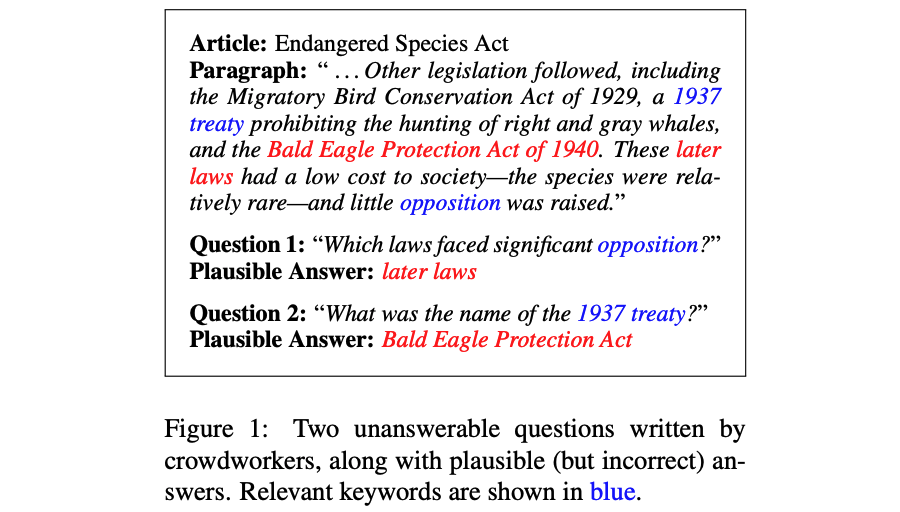 Article: Endangered Species Act
Paragraph: “ … Other legislation followed, including
the Migratory Bird Conservation Act of 1929, a 1937
treaty prohibiting the hunting of right and gray whales,
and the Bald Eagle Protection Act of 1940. These later
laws had a low cost to society—the species were rela-
tively rare—and little opposition was raised.”
Question 1: “Which laws faced significant opposition?”
Plausible Answer: later laws
Question 2: “What was the name of the 1937 treaty?”
Plausible Answer: Bald Eagle Protection Act
Figure 1: Two unanswerable questions written by
crowdworkers, along with plausible (but incorrect) an-
swers. Relevant keywords are shown in blue.